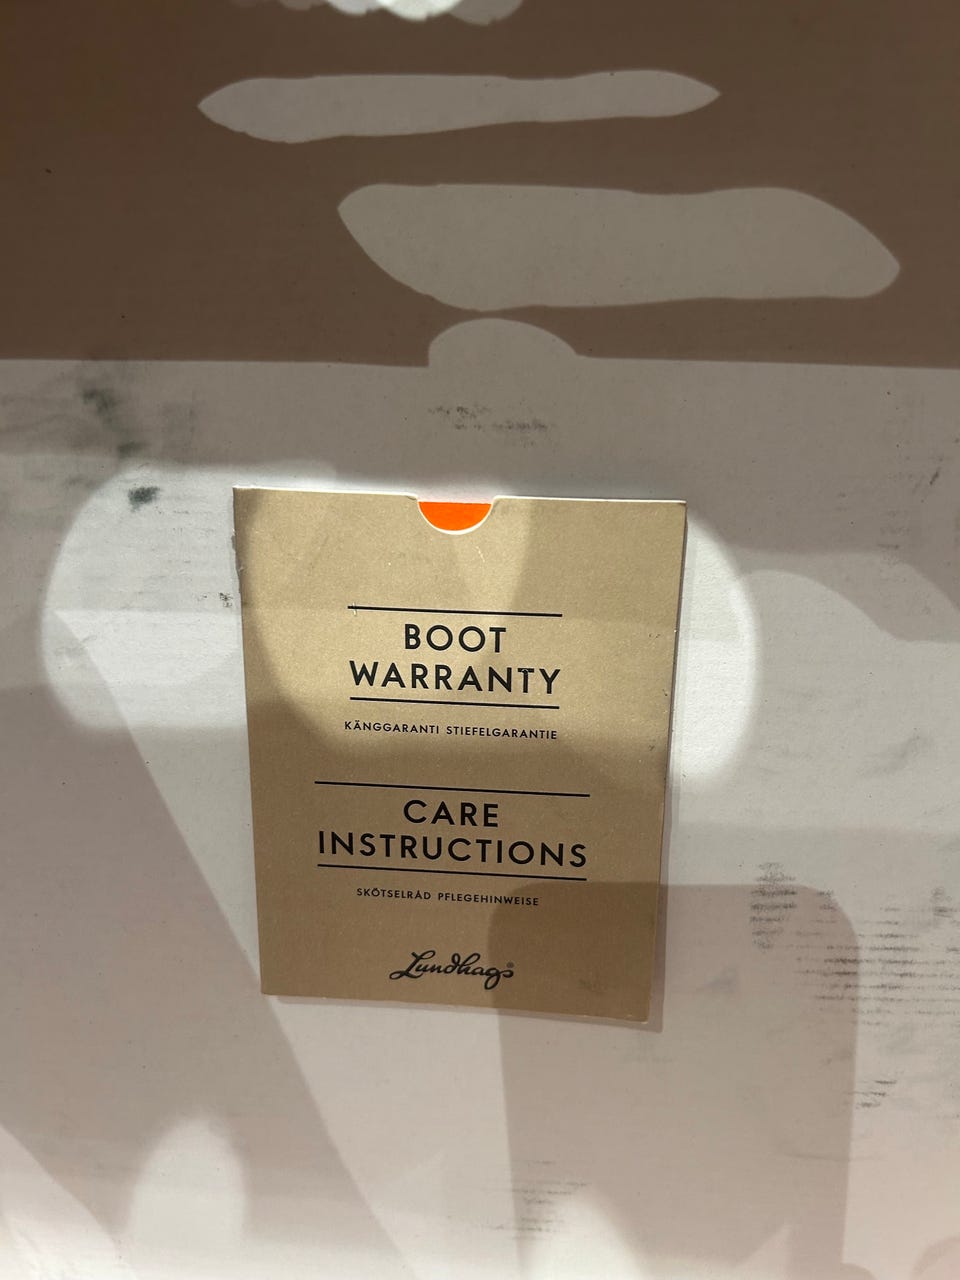 BOOT
WARRANTY
KÄNGGARANTI STIEFELGARANTIE
CARE
INSTRUCTIONS
SKÖTSELRÅD PFLEGEHINWEISE
Lundhags®